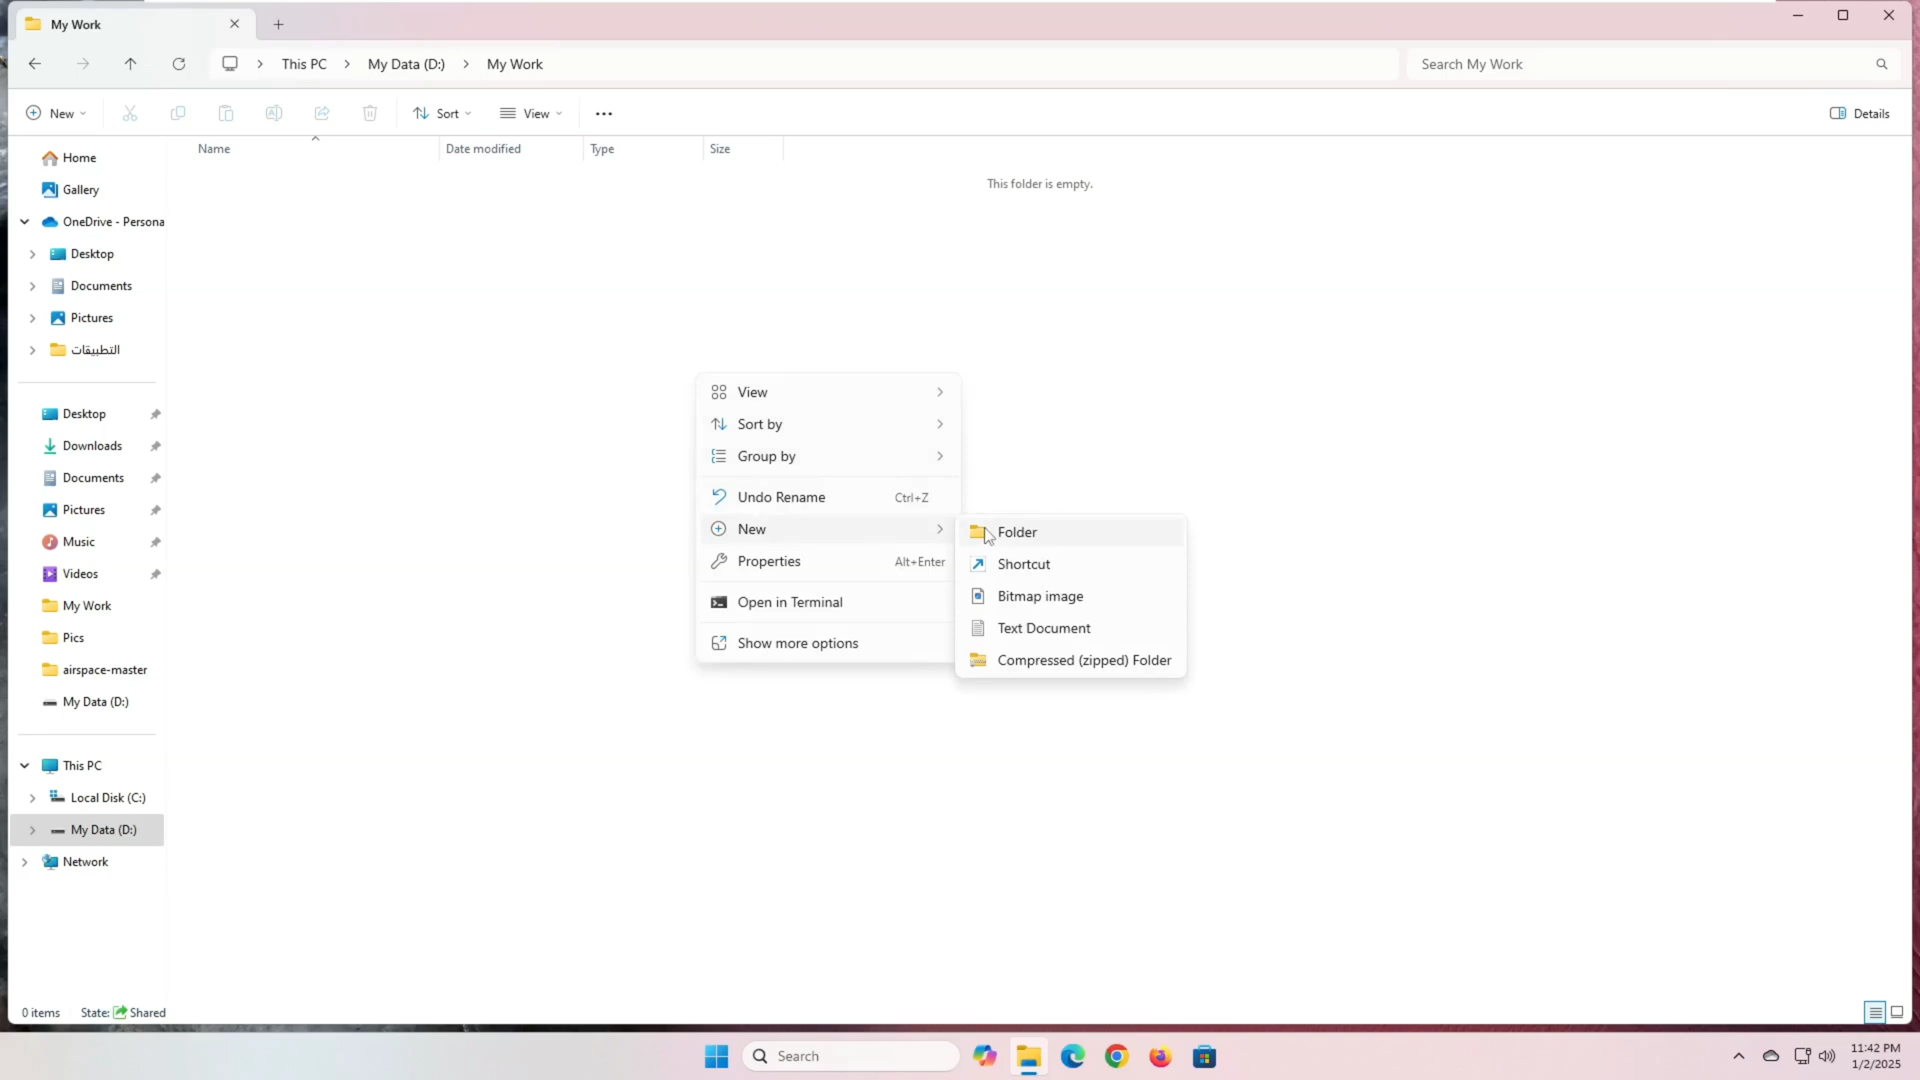 My Work
This PC
My Data (D:)
My Work
Search My Work
New
Sort
View
Details
Name
Date modified
Type
Size
This folder is empty.
Home
Gallery
OneDrive - Persona
Desktop
Documents
Pictures
التطبيقات
Desktop
Downloads
Documents
Pictures
Music
Videos
My Work
Pics
airspace-master
My Data (D:)
This PC
Local Disk (C:)
My Data (D:)
Network
View
Sort by
Group by
Undo Rename Ctrl+Z
New
Properties Alt+Enter
Open in Terminal
Show more options
Folder
Shortcut
Bitmap image
Text Document
Compressed (zipped) Folder
0 items State: Shared
Search
11:42 PM
1/2/2025